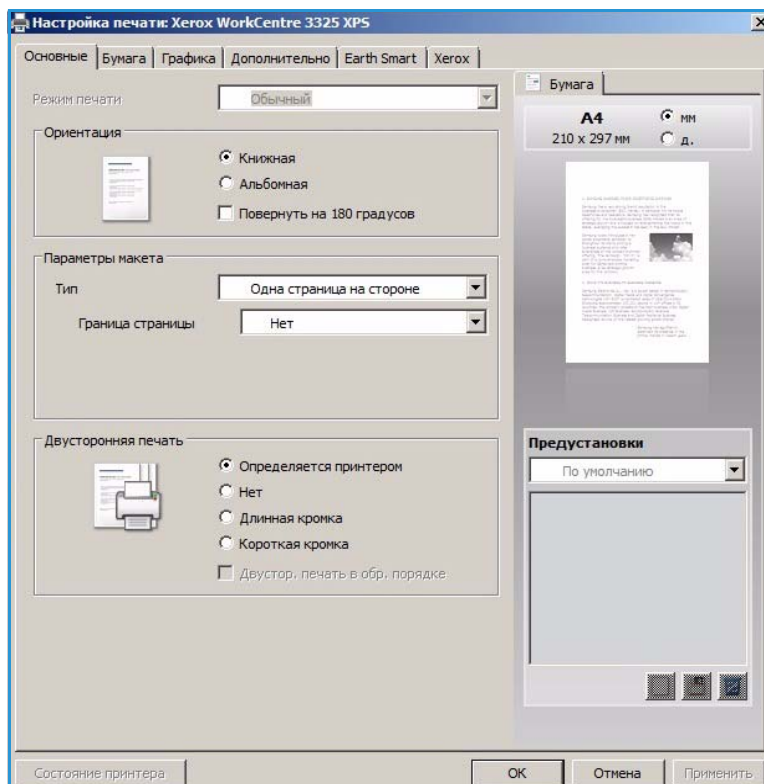 Настройка печати: Xerox WorkCentre 3325 XPS
Основные Бумага Графика Дополнительно Earth Smart Xerox
Режим печати Обычный
Ориентация
Книжная
Альбомная
Повернуть на 180 градусов
Параметры макета
Тип Одна страница на стороне
Граница страницы Нет
Двусторонняя печать
Определяется принтером
Нет
Длинная кромка
Короткая кромка
Двустор. печать в обр. порядке
Бумага
A4 мм
210 x 297 мм д.
Предустановки
По умолчанию
Состояние принтера OK Отмена Применить